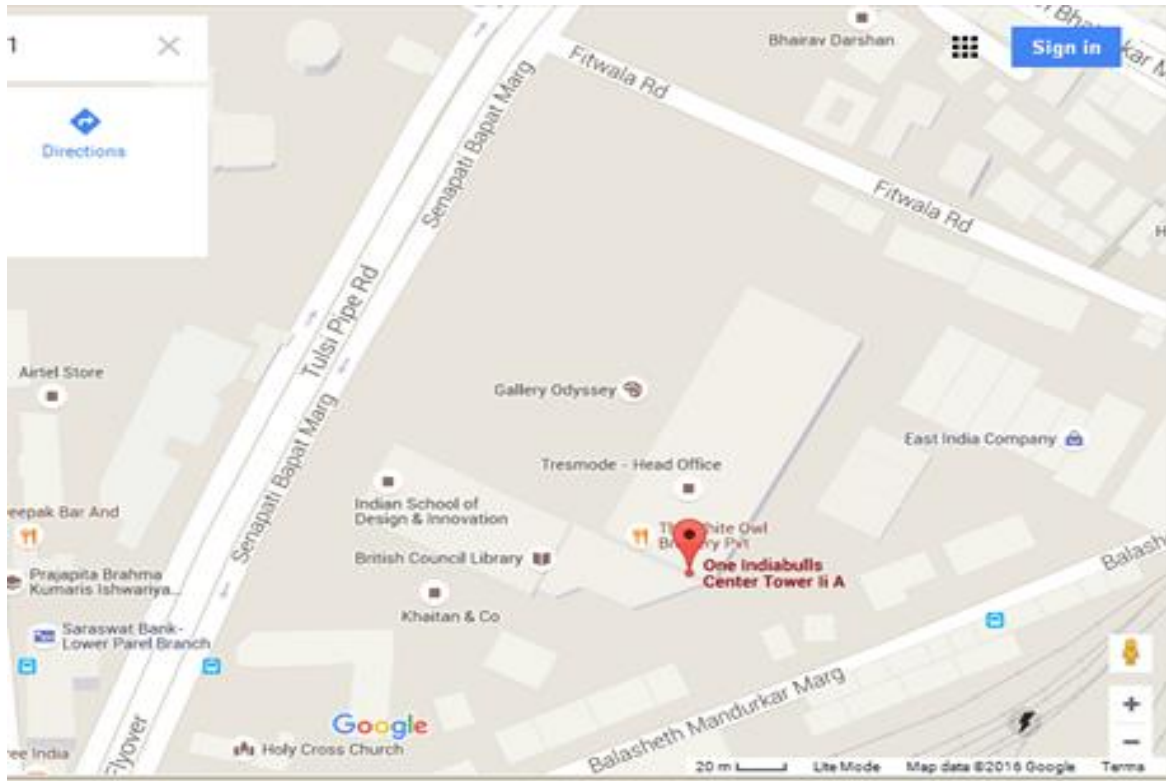 1
Directions
Bhairav Darshan
Sign in
Fitwala Rd
Senapati Bapat Marg
Fitwala Rd
H
Tulsi Pipe Rd
Airtel Store
Gallery Odyssey
Senapati Bapat Marg
East India Company
Tresmode - Head Office
Indian School of
Design & Innovation
eepak Bar And
British Council Library
One Indiabulls
Center Tower Ii A
Balasheth
Prajapita Brahma
Kumaris Ishwariya...
Khaitan & Co
Saraswat Bank-
Lower Parel Branch
Balasheth Mandurkar Marg
Flyover
Google
Holy Cross Church
ree India
20 m
Lite Mode
Map data ©2016 Google
Terms